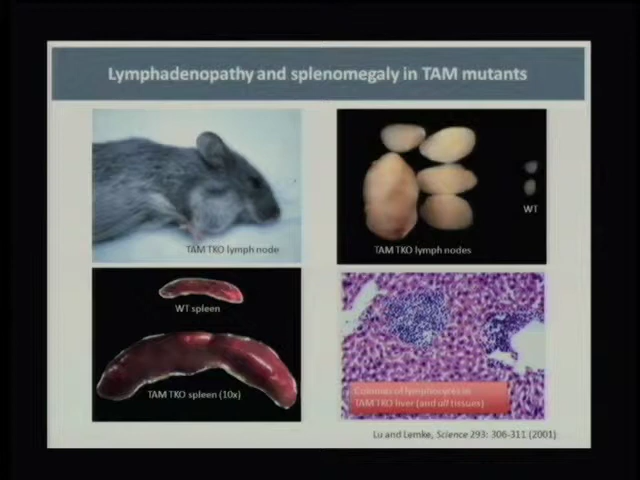 Lymphadenopathy and splenomegaly in TAM mutants
TAM TKO lymph node
TAM TKO lymph nodes
WT
WT spleen
TAM TKO spleen (10x)
Colonies of lymphocytes in
TAM TKO liver (and all tissues)
Lu and Lemke, Science 293: 306-311 (2001)